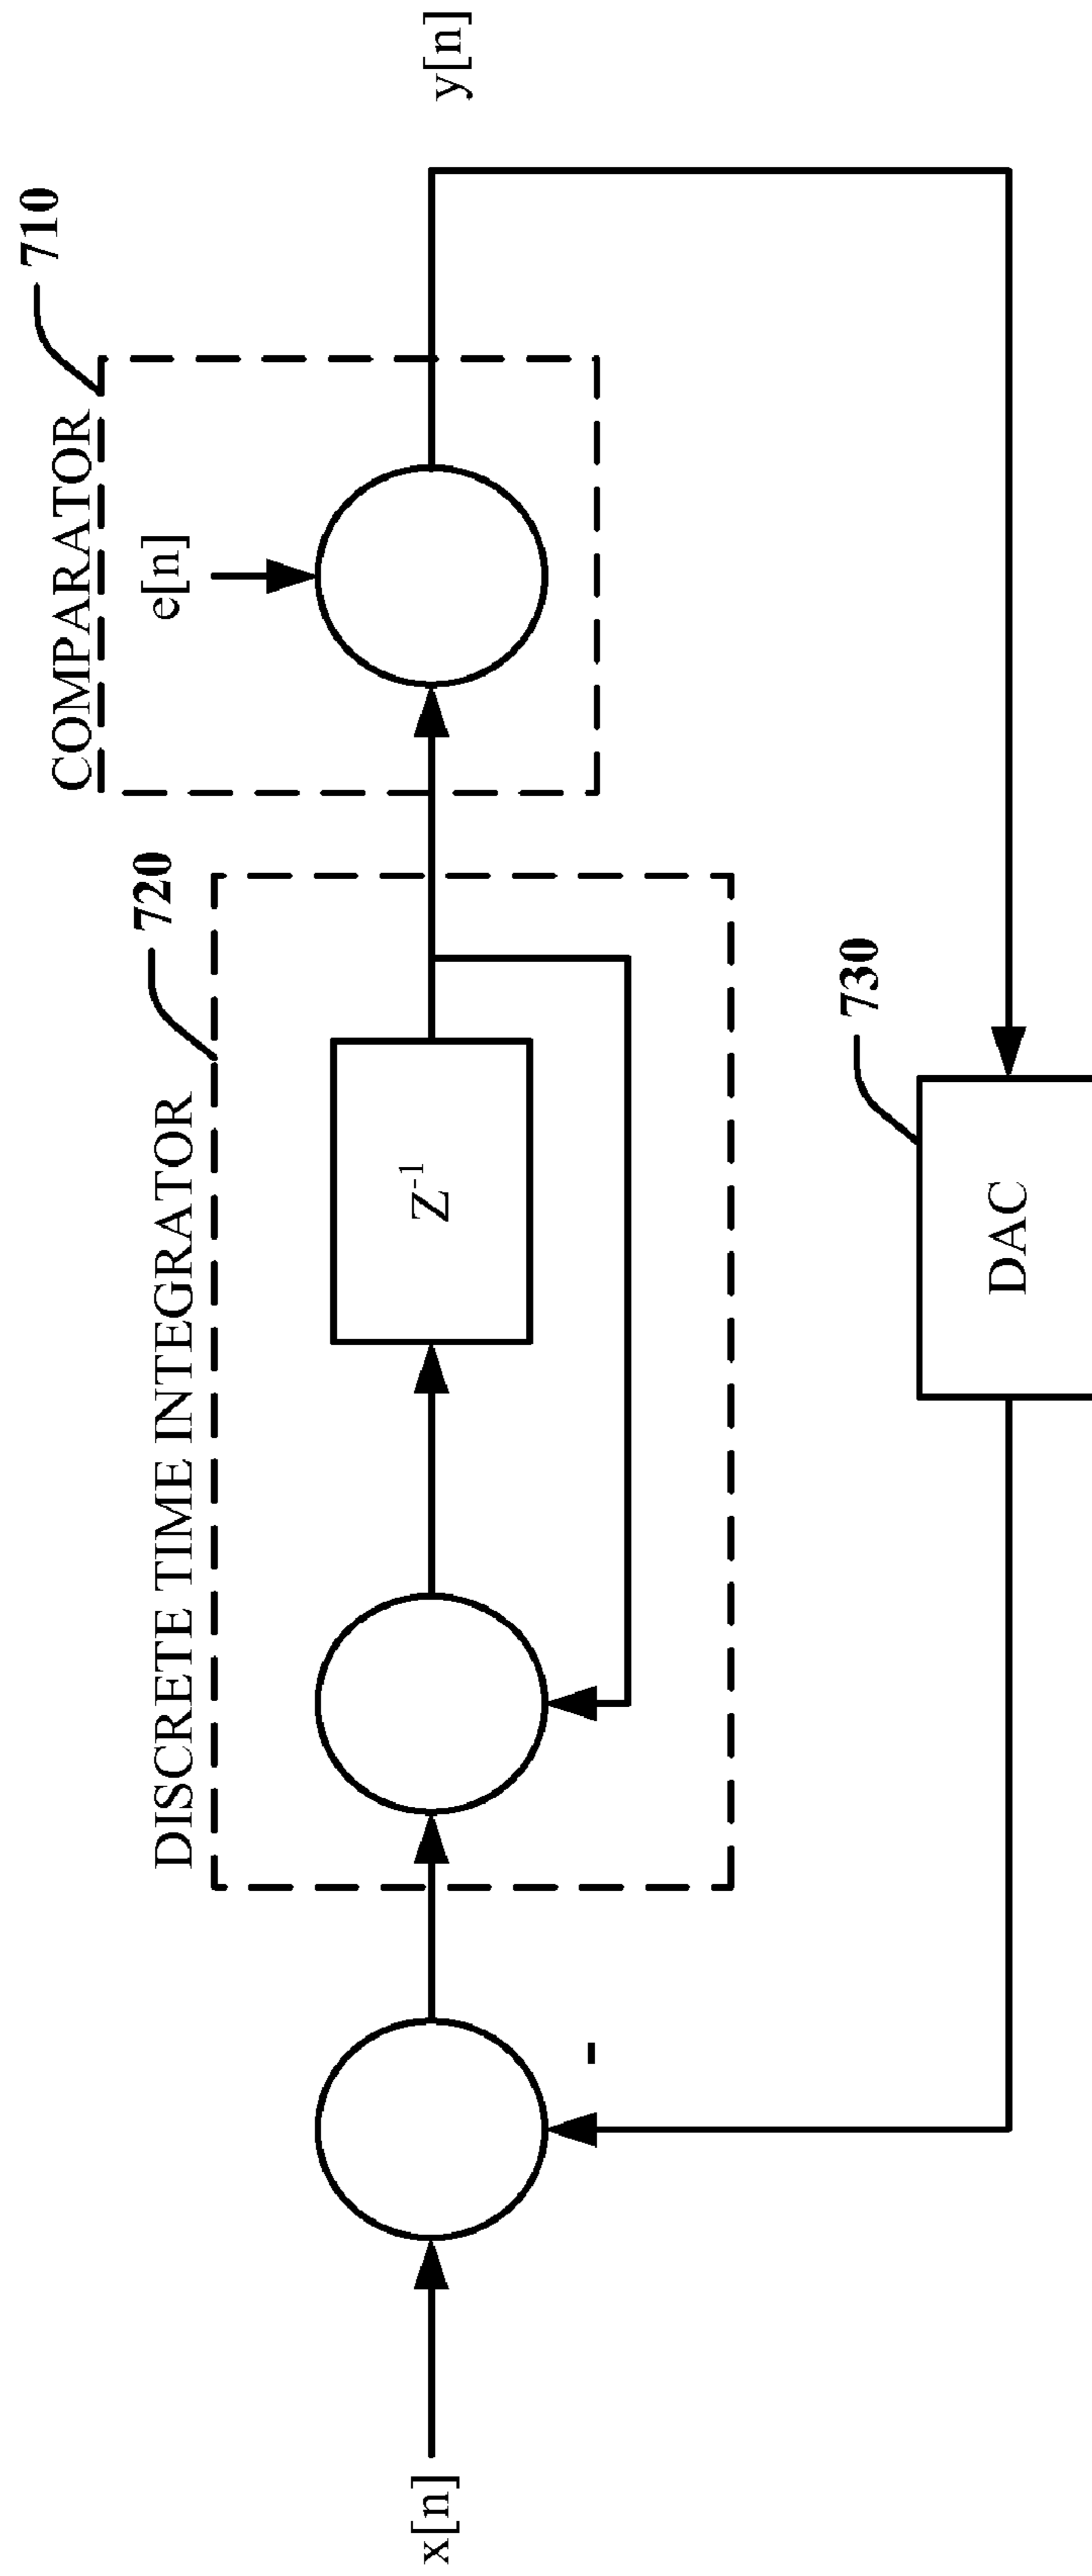 COMPARATOR
710
e[n]
y[n]
DISCRETE TIME INTEGRATOR
720
x[n]
Z⁻¹
-
730
DAC